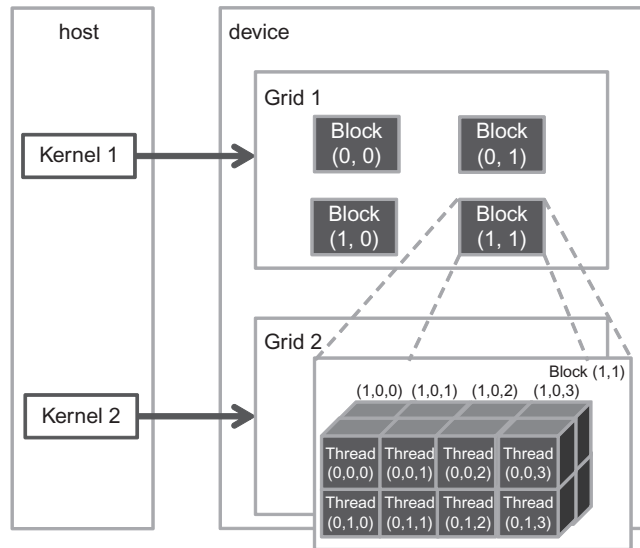 host
device
Grid 1
Kernel 1
Block
(0, 0)
Block
(0, 1)
Block
(1, 0)
Block
(1, 1)
Grid 2
Kernel 2
Block (1,1)
(1,0,0) (1,0,1) (1,0,2) (1,0,3)
Thread
(0,0,0)
Thread
(0,0,1)
Thread
(0,0,2)
Thread
(0,0,3)
Thread
(0,1,0)
Thread
(0,1,1)
Thread
(0,1,2)
Thread
(0,1,3)